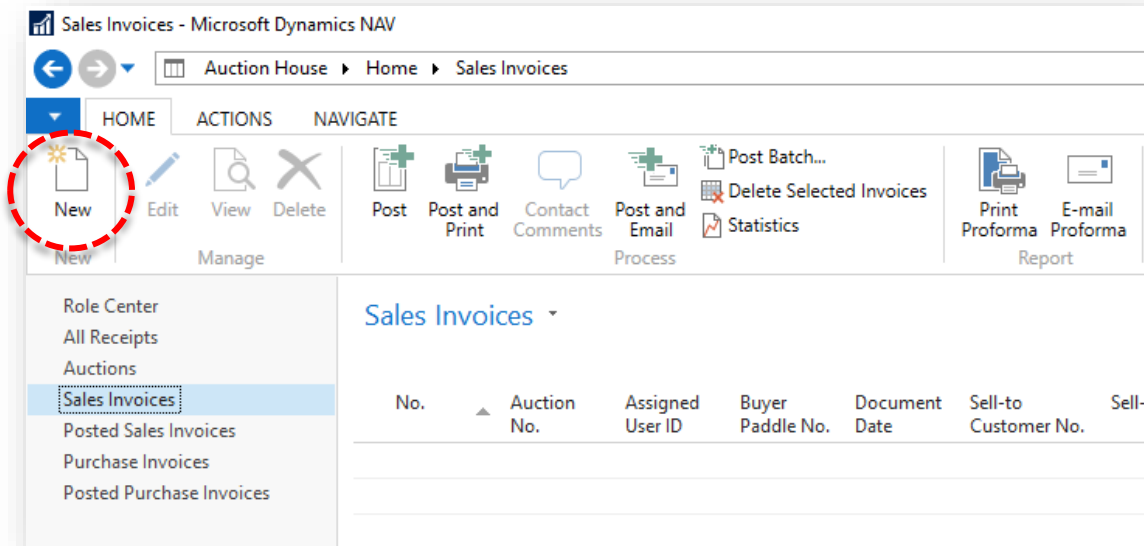 Sales Invoices - Microsoft Dynamics NAV
Auction House Home Sales Invoices
HOME ACTIONS NAVIGATE
New Edit View Delete Post Post and Print Contact Comments Post and Email Post Batch... Delete Selected Invoices Statistics Print Proforma E-mail Proforma
New Manage Process Report
Role Center
All Receipts
Auctions
Sales Invoices
Posted Sales Invoices
Purchase Invoices
Posted Purchase Invoices
Sales Invoices
No. Auction No. Assigned User ID Buyer Paddle No. Document Date Sell-to Customer No. Sell-